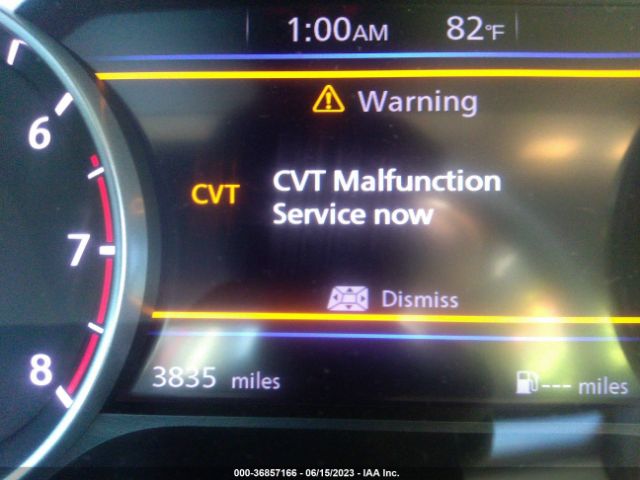 1:00AM 82°F
Warning
6
CVT CVT Malfunction
Service now
7
Dismiss
8
3835 miles --- miles
000-36857166 - 06/15/2023 - IAA Inc.